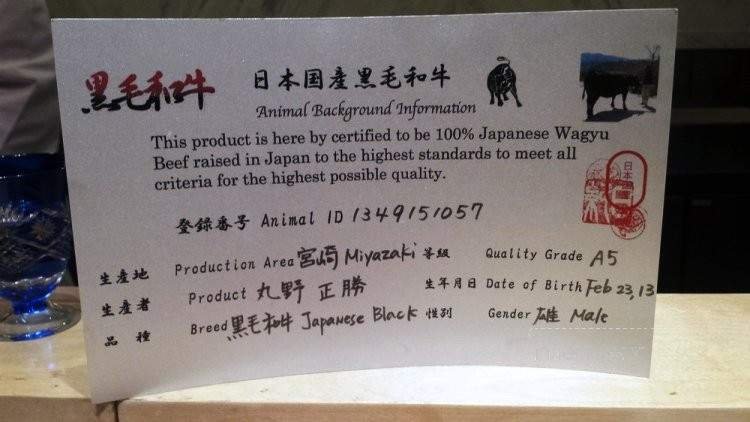 黒毛和牛
日本国産黒毛和牛
Animal Background Information
This product is here by certified to be 100% Japanese Wagyu
Beef raised in Japan to the highest standards to meet all
criteria for the highest possible quality.
登録番号 Animal ID 1349151057
生産地 Production Area 宮崎 Miyazaki 等級 Quality Grade A5
生産者 Product 丸野 正勝 生年月日 Date of Birth Feb 23, 13
品種 Breed 黒毛和牛 Japanese Black 性別 Gender 雄 Male
日本